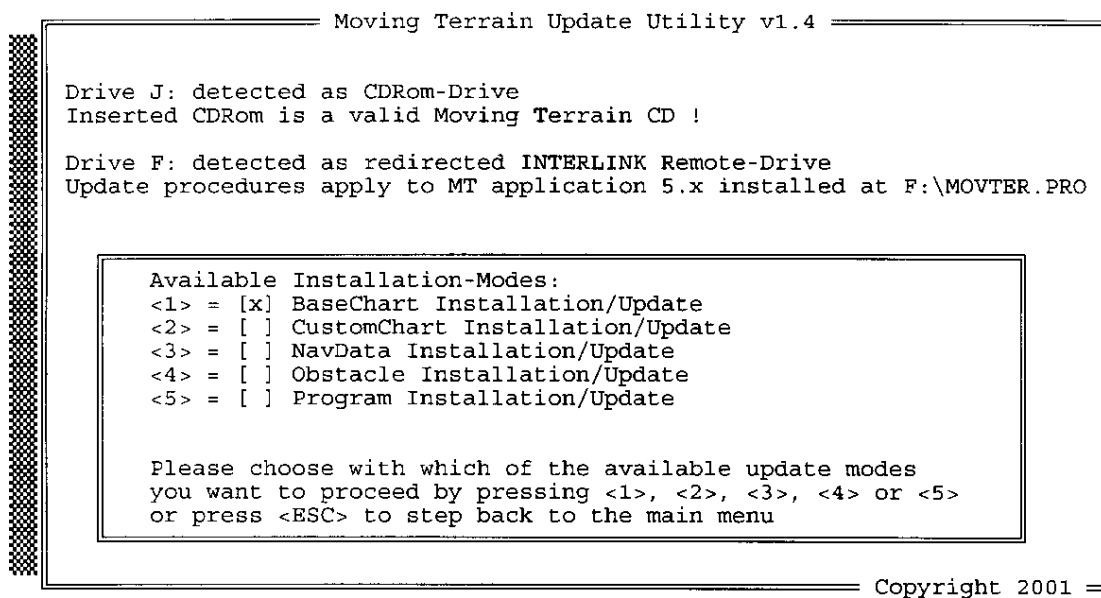 Moving Terrain Update Utility v1.4
Drive J: detected as CDRom-Drive
Inserted CDRom is a valid Moving Terrain CD !
Drive F: detected as redirected INTERLINK Remote-Drive
Update procedures apply to MT application 5.x installed at F:\MOVTER.PRO
Available Installation-Modes:
<1> = [x] BaseChart Installation/Update
<2> = [ ] CustomChart Installation/Update
<3> = [ ] NavData Installation/Update
<4> = [ ] Obstacle Installation/Update
<5> = [ ] Program Installation/Update
Please choose with which of the available update modes
you want to proceed by pressing <1>, <2>, <3>, <4> or <5>
or press <ESC> to step back to the main menu
Copyright 2001